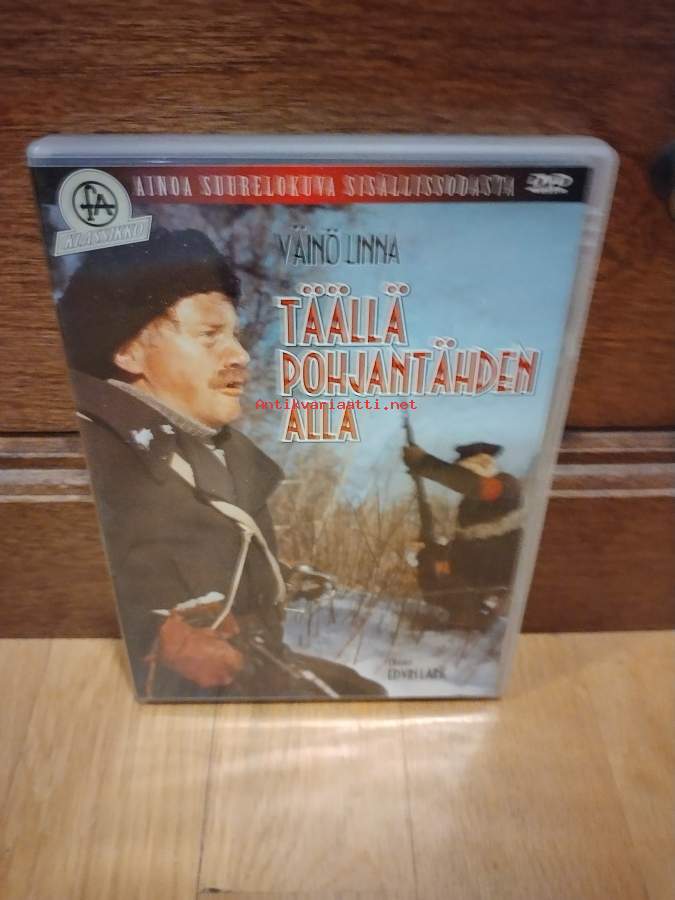 AINOA SUURELOKUVA SISÄLLISSODASTA
DVD
fA
KLASSIKKO
VÄINÖ LINNA
TÄÄLLÄ
POHJANTÄHDEN
ALLA
Antikvariaatti.net
EDVIN LAINE